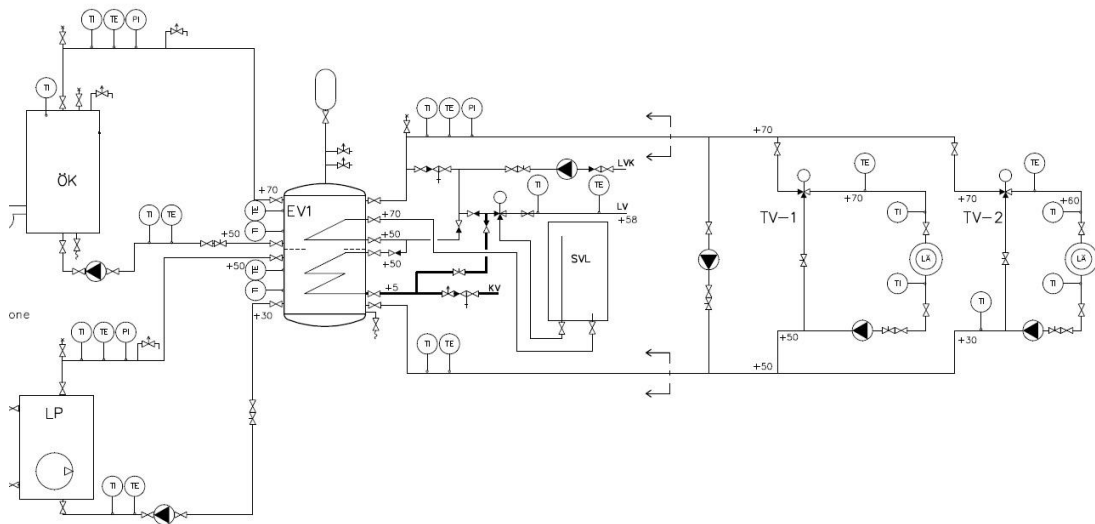 TI TE PI
TI
ÖK
+70
TE
TI
EV1
TI TE
+50
+50
TE
TI
+30
one
TI TE PI
LP
TI TE
TI TE PI
LVK
TI TE
LV
+58
+70
+50
+50
SVL
+5
KV
TI TE
+70
TE
+70
TI
TV-1
LÄ
TI
+50
+50
+70
TE
+60
TI
TV-2
LÄ
TI
TI
+30